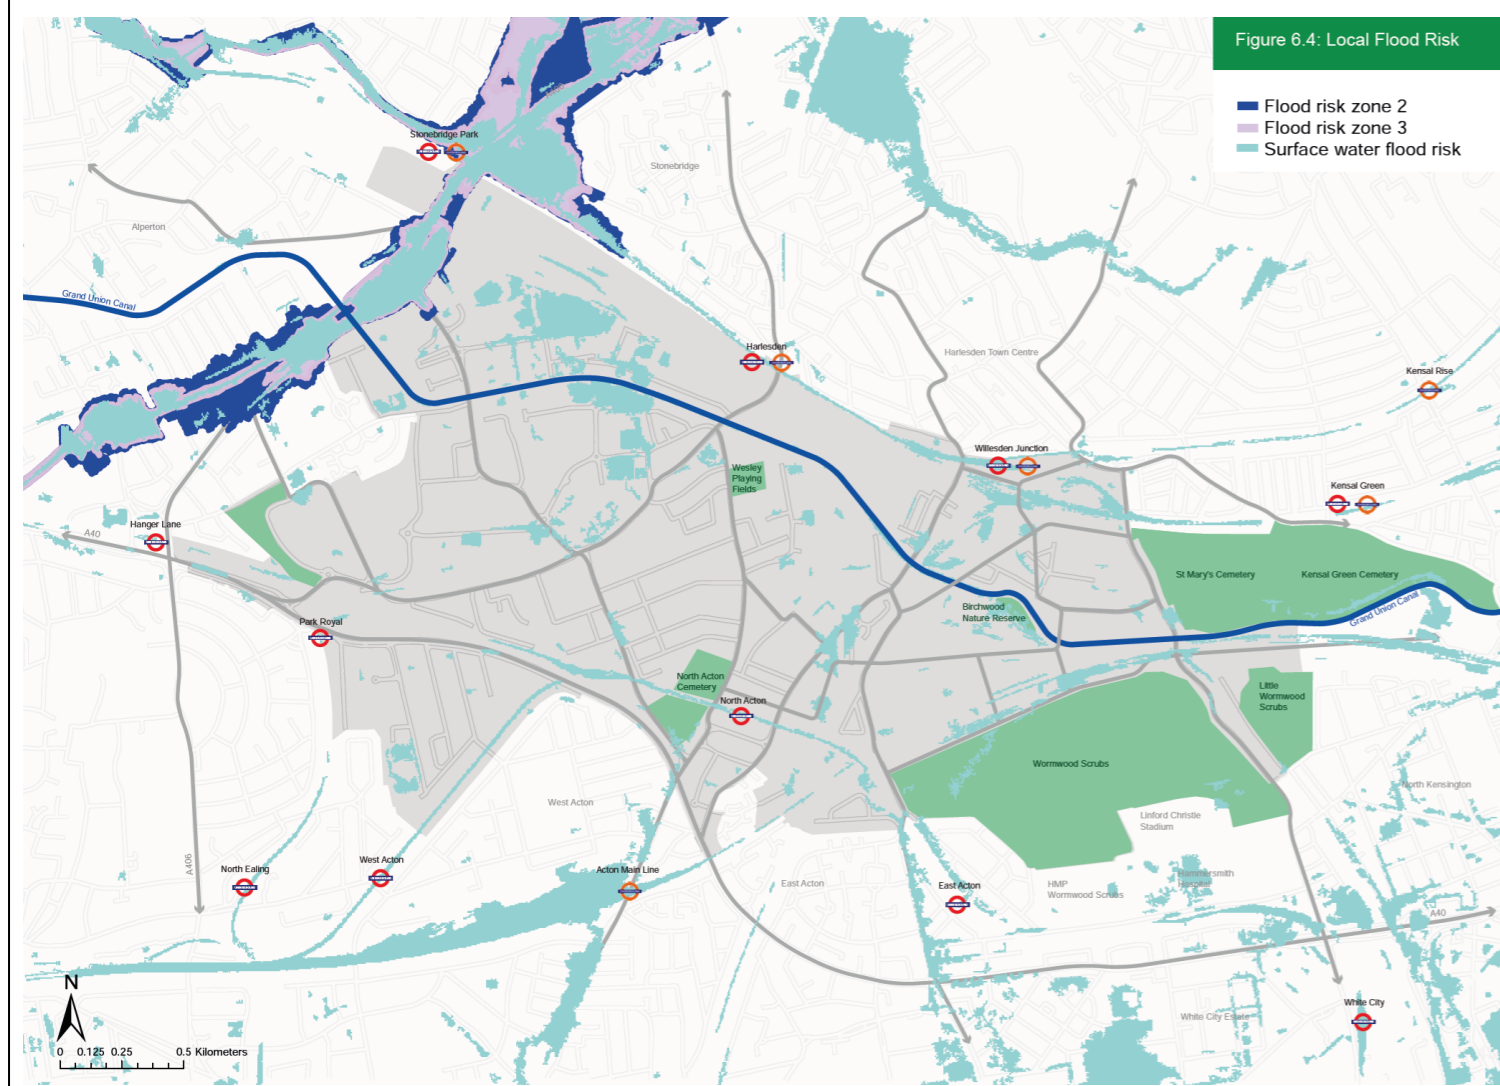 Figure 6.4: Local Flood Risk
Flood risk zone 2
Flood risk zone 3
Surface water flood risk
Stonebridge Park
Stonebridge
Alperton
Grand Union Canal
Harlesden
Harlesden Town Centre
Kensal Rise
Willesden Junction
Wesley
Playing
Fields
Kensal Green
Hanger Lane
A40
St Mary's Cemetery
Kensal Green Cemetery
Birchwood
Nature Reserve
Grand Union Canal
Park Royal
North Acton
Cemetery
North Acton
Little
Wormwood
Scrubs
Wormwood Scrubs
North Kensington
West Acton
Linford Christie
Stadium
A406
North Ealing
West Acton
Acton Main Line
East Acton
East Acton
HMP
Wormwood Scrubs
Hammersmith
Hospital
A40
N
White City
White City Estate
0 0.125 0.25 0.5 Kilometers